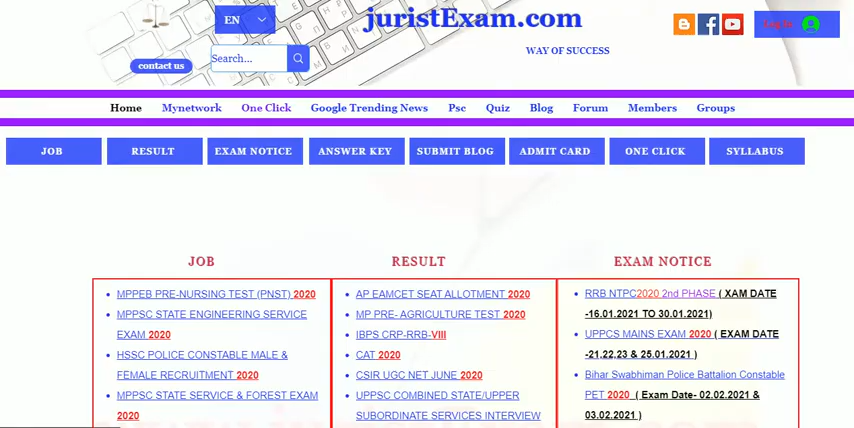 EN
juristExam.com
Log In
Search...
WAY OF SUCCESS
contact us
Home Mynetwork One Click Google Trending News Psc Quiz Blog Forum Members Groups
JOB RESULT EXAM NOTICE ANSWER KEY SUBMIT BLOG ADMIT CARD ONE CLICK SYLLABUS
JOB
MPPEB PRE-NURSING TEST (PNST) 2020
MPPSC STATE ENGINEERING SERVICE
EXAM 2020
HSSC POLICE CONSTABLE MALE &
FEMALE RECRUITMENT 2020
MPPSC STATE SERVICE & FOREST EXAM
2020
RESULT
AP EAMCET SEAT ALLOTMENT 2020
MP PRE- AGRICULTURE TEST 2020
IBPS CRP-RRB-VIII
CAT 2020
CSIR UGC NET JUNE 2020
UPPSC COMBINED STATE/UPPER
SUBORDINATE SERVICES INTERVIEW
EXAM NOTICE
RRB NTPC2020 2nd PHASE ( XAM DATE
-16.01.2021 TO 30.01.2021)
UPPCS MAINS EXAM 2020 ( EXAM DATE
-21,22,23 & 25.01.2021 )
Bihar Swabhiman Police Battalion Constable
PET 2020 ( Exam Date- 02.02.2021 &
03.02.2021 )